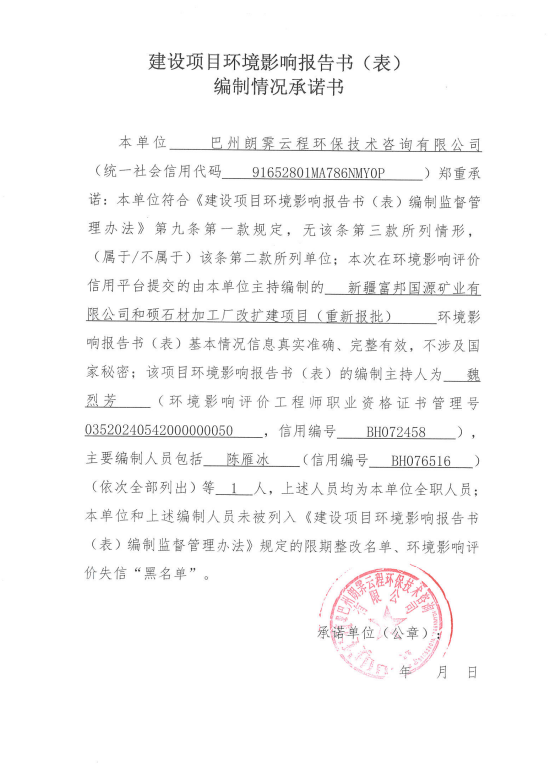 建设项目环境影响报告书（表）
编制情况承诺书
本单位 巴州朗霁云程环保技术咨询有限公司
（统一社会信用代码 91652801MA786NMY0P ）郑重承
诺：本单位符合《建设项目环境影响报告书（表）编制监督管
理办法》第九条第一款规定，无该条第三款所列情形，
（属于/不属于）该条第二款所列单位；本次在环境影响评价
信用平台提交的由本单位主持编制的 新疆富邦国源矿业有
限公司和硕石材加工厂改扩建项目（重新报批） 环境影
响报告书（表）基本情况信息真实准确、完整有效，不涉及国
家秘密；该项目环境影响报告书（表）的编制主持人为 魏
烈芳 （环境影响评价工程师职业资格证书管理号
03520240542000000050 ，信用编号 BH072458 ），
主要编制人员包括 陈雁冰 （信用编号 BH076516 ）
（依次全部列出）等 1 人，上述人员均为本单位全职人员；
本单位和上述编制人员未被列入《建设项目环境影响报告书
（表）编制监督管理办法》规定的限期整改名单、环境影响评
价失信“黑名单”。
巴州朗霁云程环保技术咨询
有限公司
承诺单位（公章）：
年 月 日